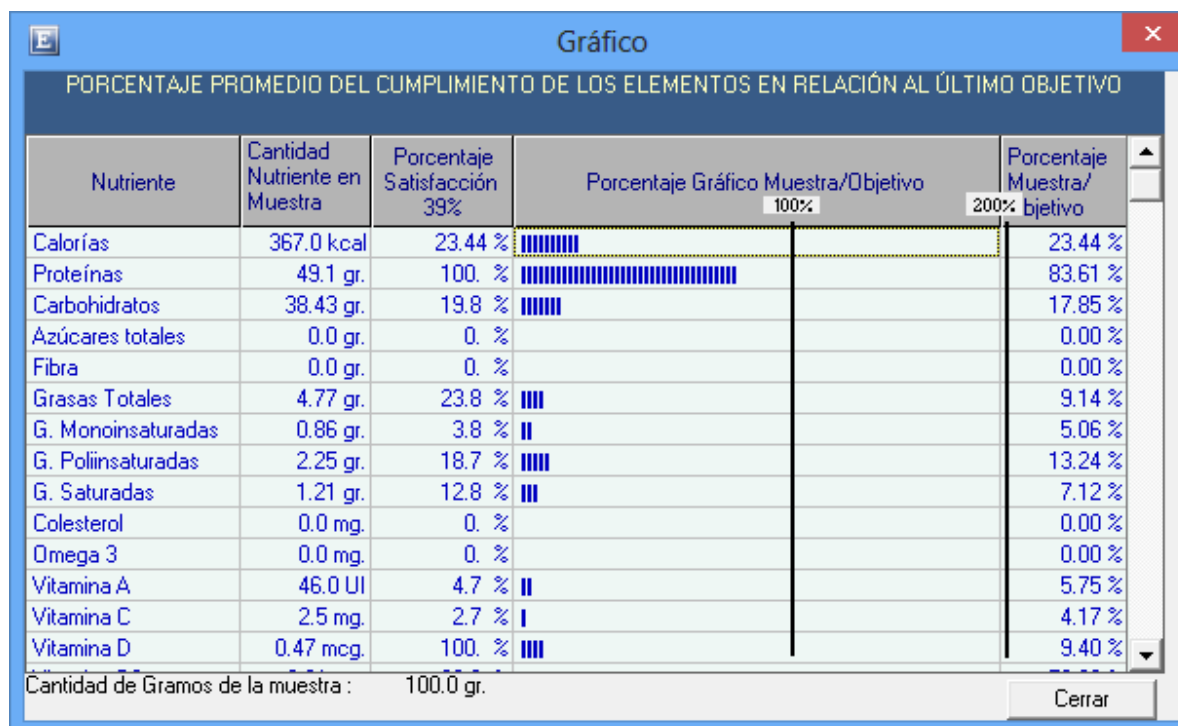 E
Gráfico
PORCENTAJE PROMEDIO DEL CUMPLIMIENTO DE LOS ELEMENTOS EN RELACIÓN AL ÚLTIMO OBJETIVO
Nutriente
Cantidad
Nutriente en
Muestra
Porcentaje
Satisfacción
39%
Porcentaje Gráfico Muestra/Objetivo
100%
Porcentaje
Muestra/
200% bjetivo
Calorías 367.0 kcal 23.44 % 23.44 %
Proteínas 49.1 gr. 100. % 83.61 %
Carbohidratos 38.43 gr. 19.8 % 17.85 %
Azúcares totales 0.0 gr. 0. % 0.00 %
Fibra 0.0 gr. 0. % 0.00 %
Grasas Totales 4.77 gr. 23.8 % 9.14 %
G. Monoinsaturadas 0.86 gr. 3.8 % 5.06 %
G. Poliinsaturadas 2.25 gr. 18.7 % 13.24 %
G. Saturadas 1.21 gr. 12.8 % 7.12 %
Colesterol 0.0 mg. 0. % 0.00 %
Omega 3 0.0 mg. 0. % 0.00 %
Vitamina A 46.0 UI 4.7 % 5.75 %
Vitamina C 2.5 mg. 2.7 % 4.17 %
Vitamina D 0.47 mcg. 100. % 9.40 %
Cantidad de Gramos de la muestra : 100.0 gr.
Cerrar